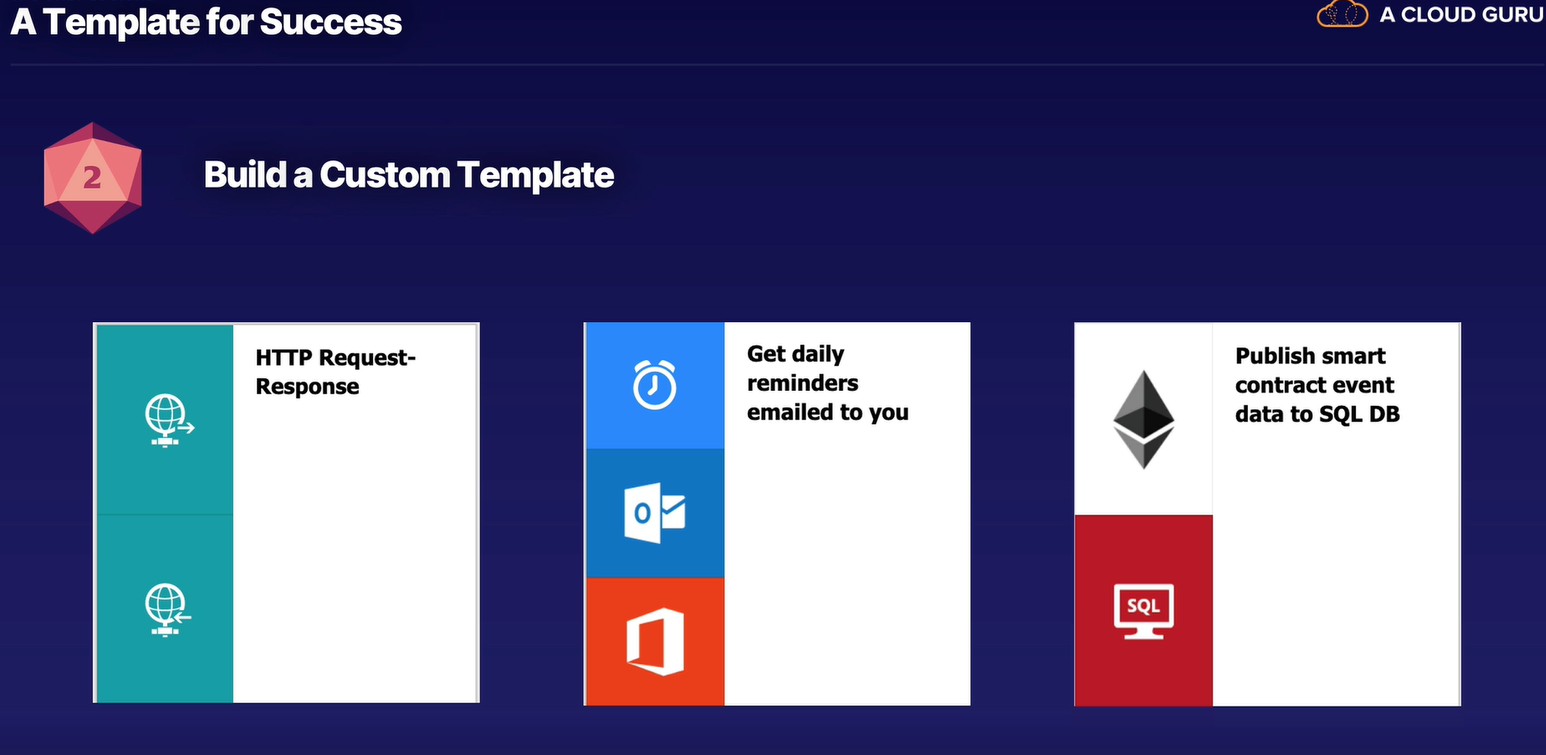 A Template for Success
A CLOUD GURU
2
Build a Custom Template
HTTP Request-
Response
Get daily
reminders
emailed to you
O
Publish smart
contract event
data to SQL DB
SQL